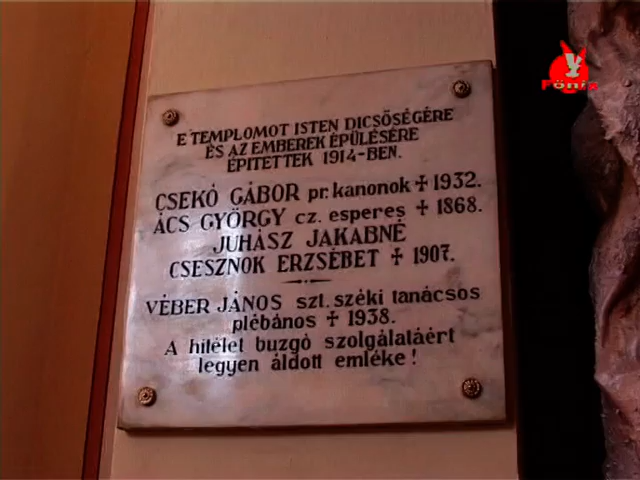 E TEMPLOMOT ISTEN DICSŐSÉGÉRE
ÉS AZ EMBEREK ÉPÜLÉSÉRE
ÉPITETTEK 1914-BEN.
CSEKŐ GÁBOR pr. kanonok † 1932.
ÁCS GYÖRGY cz. esperes † 1868.
JUHÁSZ JAKABNÉ
CSESZNOK ERZSÉBET † 1907.
VÉBER JÁNOS szt. széki tanácsos
plébános † 1938.
A hitélet buzgó szolgálatáért
legyen áldott emléke!
Főnix